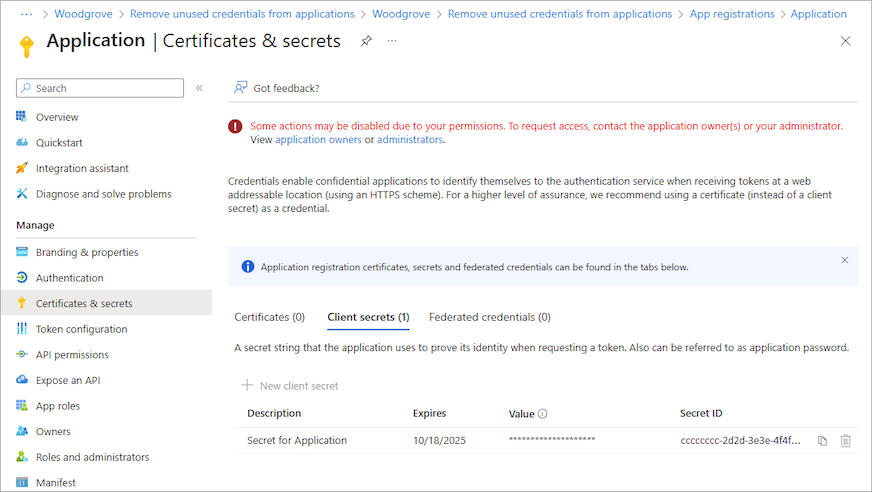 ··· > Woodgrove > Remove unused credentials from applications > Woodgrove > Remove unused credentials from applications > App registrations > Application
Application | Certificates & secrets ···
Search «
Got feedback?
Overview
Quickstart
Integration assistant
Diagnose and solve problems
Manage
Branding & properties
Authentication
Certificates & secrets
Token configuration
API permissions
Expose an API
App roles
Owners
Roles and administrators
Manifest
Some actions may be disabled due to your permissions. To request access, contact the application owner(s) or your administrator.
View application owners or administrators.
Credentials enable confidential applications to identify themselves to the authentication service when receiving tokens at a web
addressable location (using an HTTPS scheme). For a higher level of assurance, we recommend using a certificate (instead of a client
secret) as a credential.
Application registration certificates, secrets and federated credentials can be found in the tabs below.
Certificates (0) Client secrets (1) Federated credentials (0)
A secret string that the application uses to prove its identity when requesting a token. Also can be referred to as application password.
New client secret
Description Expires Value Secret ID
Secret for Application 10/18/2025 ******************** cccccccc-2d2d-3e3e-4f4f...